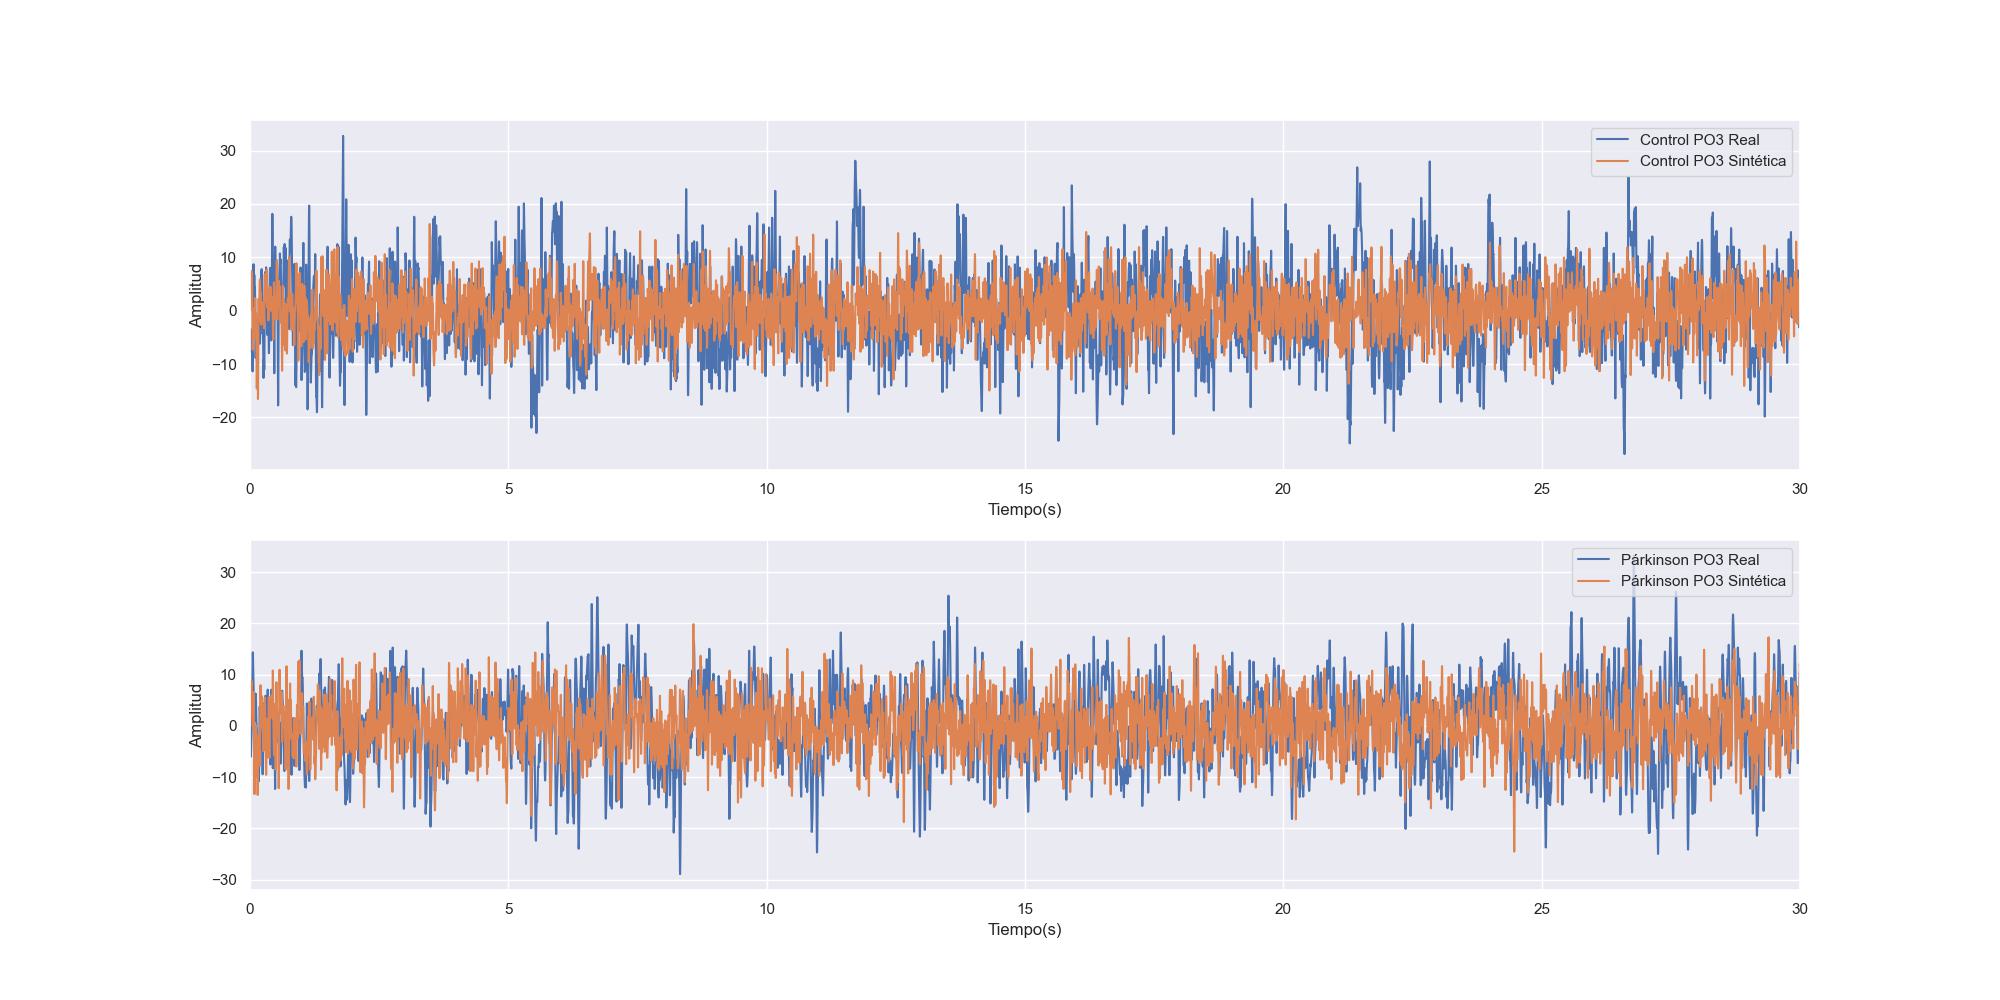 30
20
10
0
−10
−20
Amplitud
Control PO3 Real
Control PO3 Sintética
0 5 10 15 20 25 30
Tiempo(s)
30
20
10
0
−10
−20
−30
Amplitud
Párkinson PO3 Real
Párkinson PO3 Sintética
0 5 10 15 20 25 30
Tiempo(s)